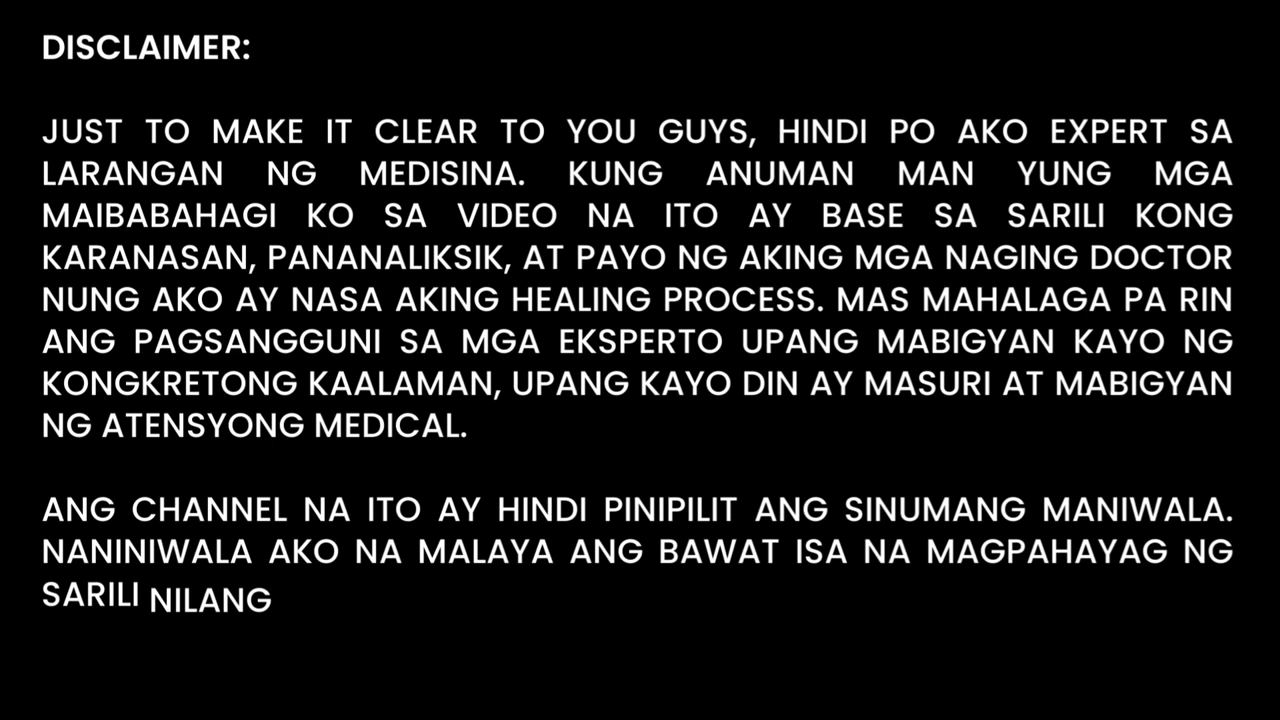 DISCLAIMER:
JUST TO MAKE IT CLEAR TO YOU GUYS, HINDI PO AKO EXPERT SA
LARANGAN NG MEDISINA. KUNG ANUMAN MAN YUNG MGA
MAIBABAHAGI KO SA VIDEO NA ITO AY BASE SA SARILI KONG
KARANASAN, PANANALIKSIK, AT PAYO NG AKING MGA NAGING DOCTOR
NUNG AKO AY NASA AKING HEALING PROCESS. MAS MAHALAGA PA RIN
ANG PAGSANGGUNI SA MGA EKSPERTO UPANG MABIGYAN KAYO NG
KONGKRETONG KAALAMAN, UPANG KAYO DIN AY MASURI AT MABIGYAN
NG ATENSYONG MEDICAL.
ANG CHANNEL NA ITO AY HINDI PINIPILIT ANG SINUMANG MANIWALA.
NANINIWALA AKO NA MALAYA ANG BAWAT ISA NA MAGPAHAYAG NG
SARILI NILANG